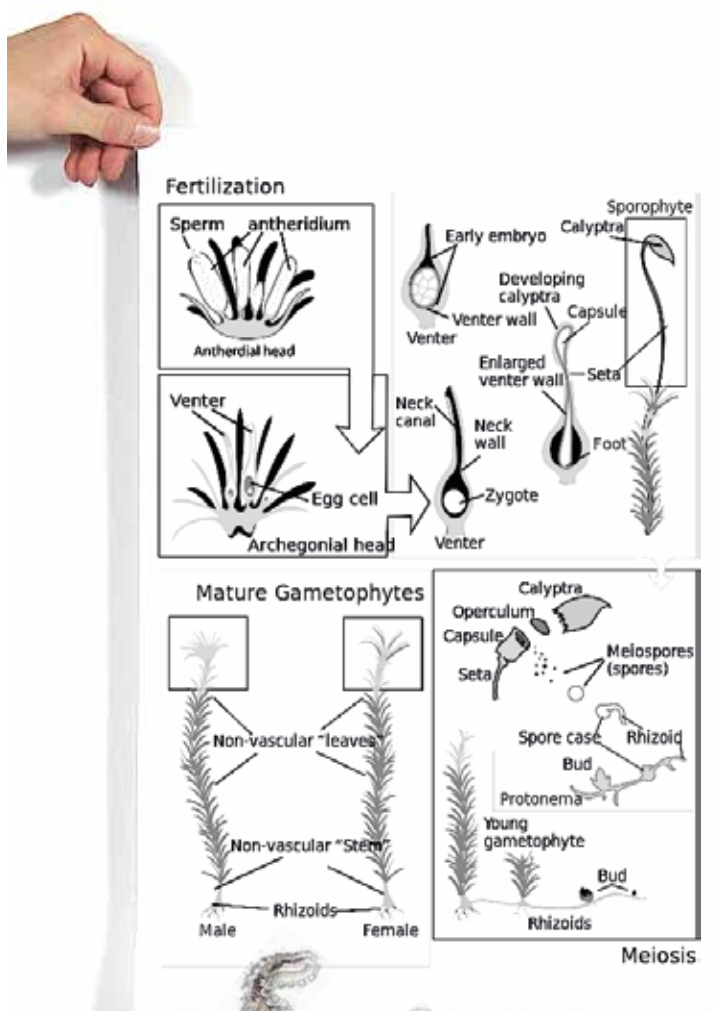 Fertilization
Sperm antheridium
Antherdial head
Venter
Egg cell
Archegonial head
Sporophyte
Calyptra
Early embryo
Developing
calyptra
Capsule
Venter wall
Venter
Enlarged
venter wall
Seta
Neck
canal
Neck
wall
Foot
Zygote
Venter
Mature Gametophytes
Non-vascular "leaves"
Non-vascular "Stem"
Rhizoids
Male
Female
Calyptra
Operculum
Capsule
Seta
Meiospores
(spores)
Spore case
Rhizoid
Bud
Protonema
Young
gametophyte
Bud
Rhizoids
Meiosis